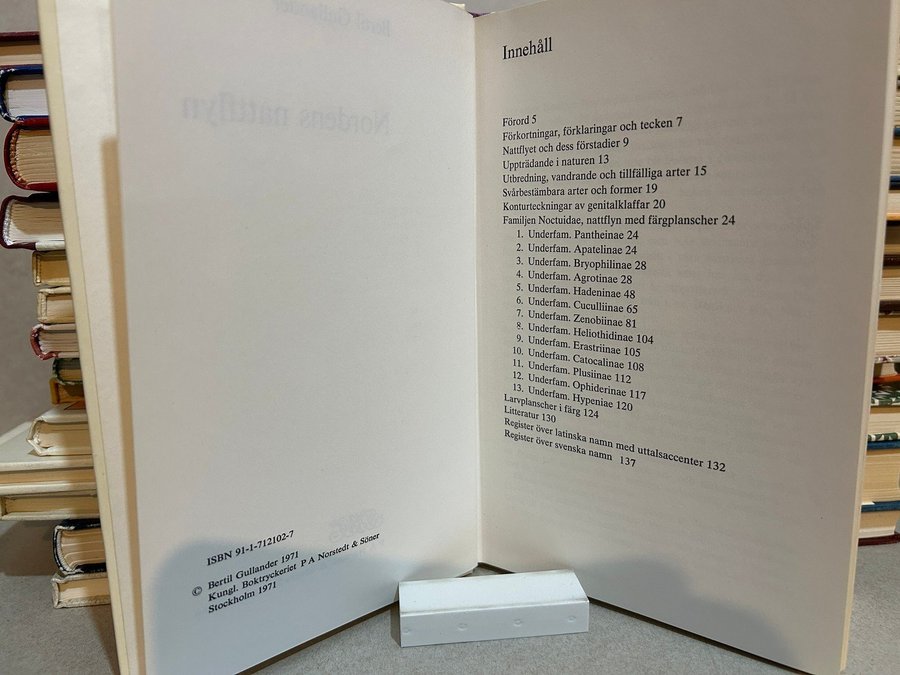 ISBN 91-1-712102-7
© Bertil Gullander 1971
Kungl. Boktryckeriet P A Norstedt & Söner
Stockholm 1971
Innehåll
Förord 5
Förkortningar, förklaringar och tecken 7
Nattflyet och dess förstadier 9
Uppträdande i naturen 13
Utbredning, vandrande och tillfälliga arter 15
Svårbestämbara arter och former 19
Konturteckningar av genitalklaffar 20
Familjen Noctuidae, nattflyn med färgplanscher 24
1. Underfam. Pantheinae 24
2. Underfam. Apatelinae 24
3. Underfam. Bryophilinae 28
4. Underfam. Agrotinae 28
5. Underfam. Hadeninae 48
6. Underfam. Cuculliinae 65
7. Underfam. Zenobiinae 81
8. Underfam. Heliothidinae 104
9. Underfam. Erastriinae 105
10. Underfam. Catocalinae 108
11. Underfam. Plusiinae 112
12. Underfam. Ophiderinae 117
13. Underfam. Hypeniae 120
Larvplanscher i färg 124
Litteratur 130
Register över latinska namn med uttalsaccenter 132
Register över svenska namn 137